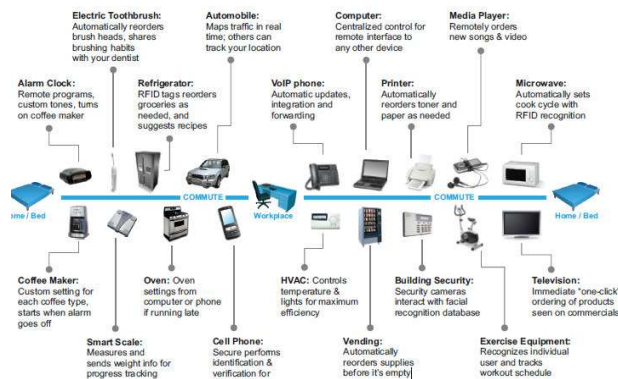 Electric Toothbrush:
Automatically reorders
brush heads, shares
brushing habits
with your dentist
Automobile:
Maps traffic in real
time; others can
track your location
Computer:
Centralized control for
remote interface to
any other device
Media Player:
Remotely orders
new songs & video
Alarm Clock:
Remote programs,
custom tones, turns
on coffee maker
Refrigerator:
RFID tags reorders
groceries as
needed, and
suggests recipes
VoIP phone:
Automatic updates,
integration and
forwarding
Printer:
Automatically
reorders toner and
paper as needed
Microwave:
Automatically sets
cook cycle with
RFID recognition
COMMUTE
COMMUTE
ome / Bed
Workplace
Home / Bed
Coffee Maker:
Custom setting for
each coffee type,
starts when alarm
goes off
Oven: Oven
settings from
computer or phone
if running late
HVAC: Controls
temperature &
lights for maximum
efficiency
Building Security:
Security cameras
interact with facial
recognition database
Television:
Immediate "one-click"
ordering of products
seen on commercials
Smart Scale:
Measures and
sends weight info for
progress tracking
Cell Phone:
Secure performs
identification &
verification for
Vending:
Automatically
reorders supplies
before it's empty
Exercise Equipment:
Recognizes individual
user and tracks
workout schedule